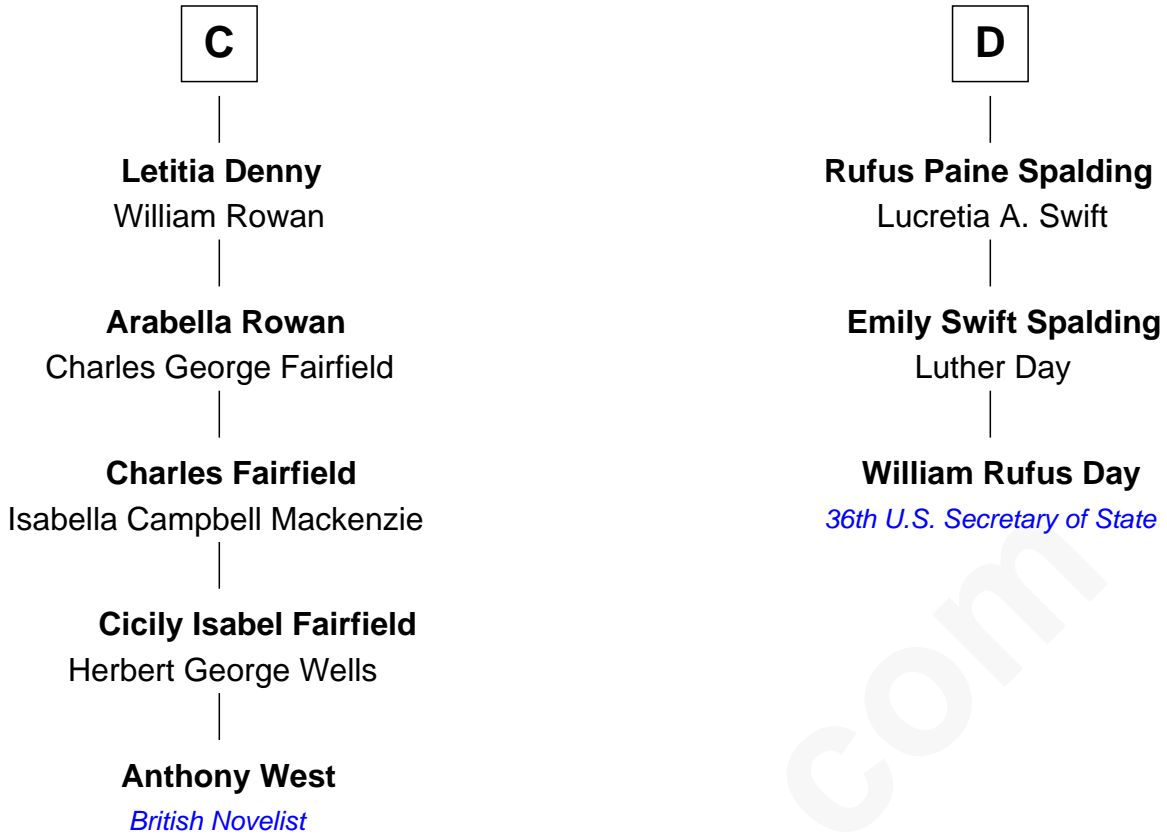 C
Letitia Denny
William Rowan
Arabella Rowan
Charles George Fairfield
Charles Fairfield
Isabella Campbell Mackenzie
Cicily Isabel Fairfield
Herbert George Wells
Anthony West
British Novelist
D
Rufus Paine Spalding
Lucretia A. Swift
Emily Swift Spalding
Luther Day
William Rufus Day
36th U.S. Secretary of State
com